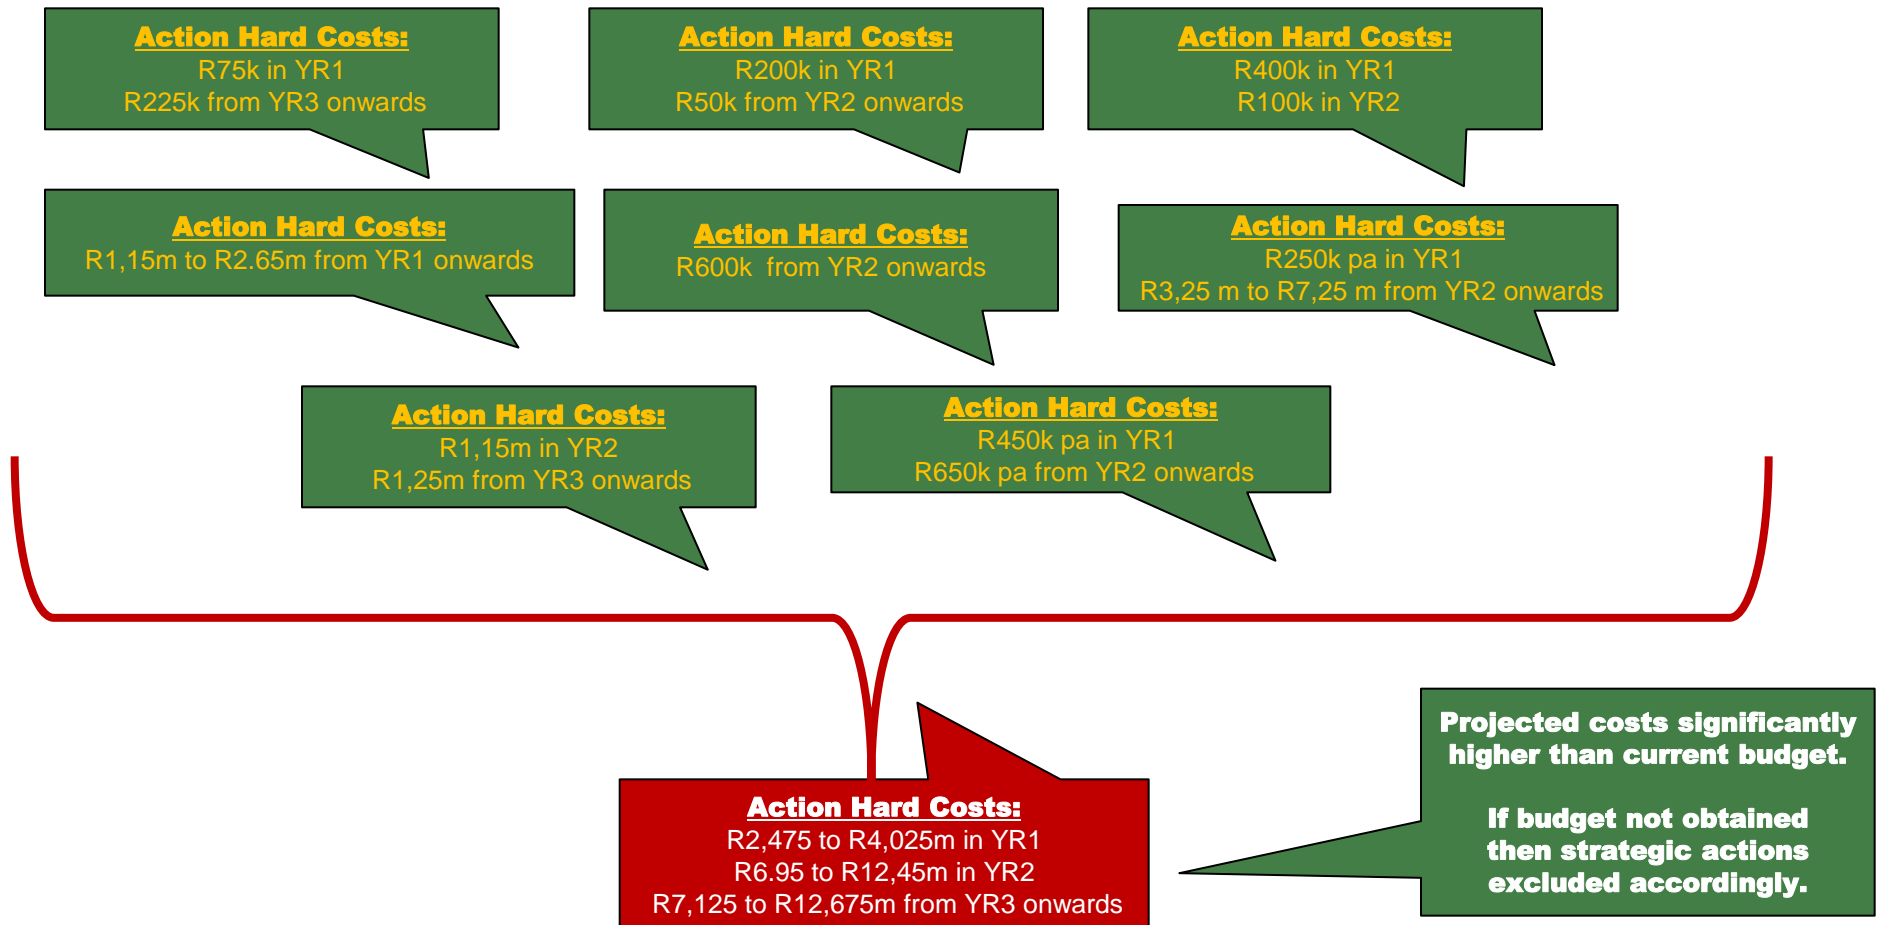 Action Hard Costs:
R75k in YR1
R225k from YR3 onwards
Action Hard Costs:
R200k in YR1
R50k from YR2 onwards
Action Hard Costs:
R400k in YR1
R100k in YR2
Action Hard Costs:
R1,15m to R2.65m from YR1 onwards
Action Hard Costs:
R600k  from YR2 onwards
Action Hard Costs:
R250k pa in YR1
R3,25 m to R7,25 m from YR2 onwards
Action Hard Costs:
R1,15m in YR2
R1,25m from YR3 onwards
Action Hard Costs:
R450k pa in YR1
R650k pa from YR2 onwards
Action Hard Costs:
R2,475 to R4,025m in YR1
R6.95 to R12,45m in YR2
R7,125 to R12,675m from YR3 onwards
Projected costs significantly
higher than current budget.
If budget not obtained
then strategic actions
excluded accordingly.